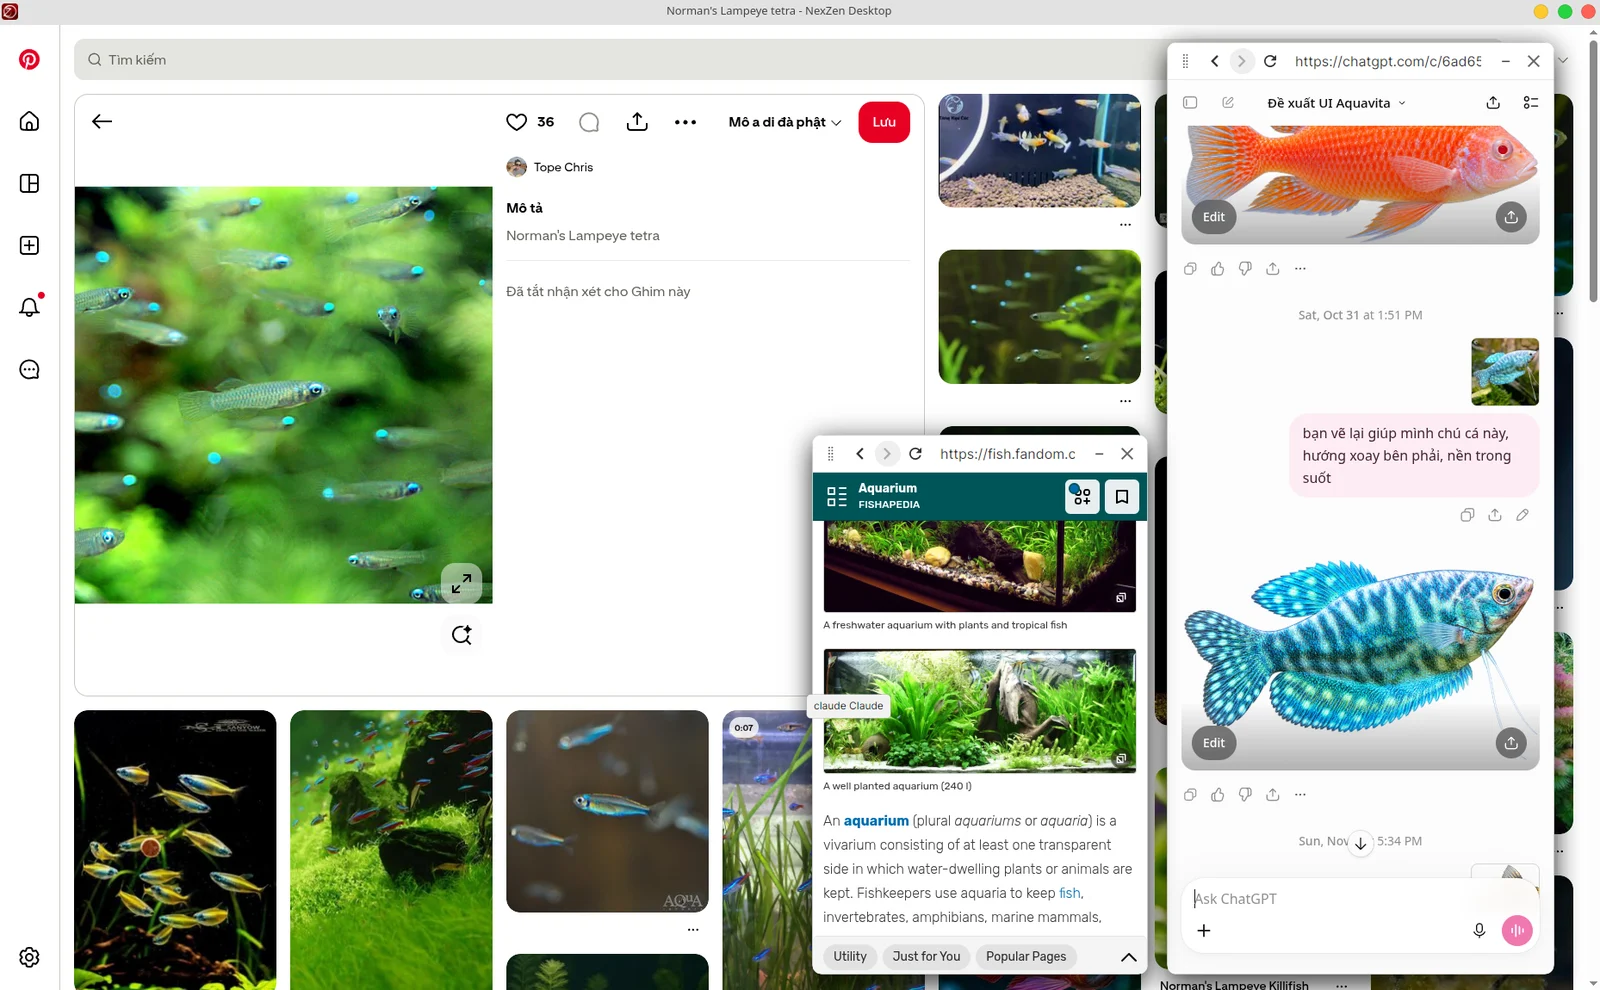 Norman's Lampeye tetra - NexZen Desktop
Tìm kiếm
36
Mô a di đà phật
Lưu
Tope Chris
Mô tả
Norman's Lampeye tetra
Đã tắt nhận xét cho Ghim này
0:07
AQUA
Norman's Lampeye Killifish
https://fish.fandom.c
Aquarium
FISHAPEDIA
A freshwater aquarium with plants and tropical fish
claude Claude
A well planted aquarium (240 l)
An aquarium (plural aquariums or aquaria) is a
vivarium consisting of at least one transparent
side in which water-dwelling plants or animals are
kept. Fishkeepers use aquaria to keep fish,
invertebrates, amphibians, marine mammals,
Utility
Just for You
Popular Pages
https://chatgpt.com/c/6ad65
Đề xuất UI Aquavita
Edit
Sat, Oct 31 at 1:51 PM
bạn vẽ lại giúp mình chú cá này,
hướng xoay bên phải, nền trong
suốt
Edit
Sun, Nov 5:34 PM
Ask ChatGPT